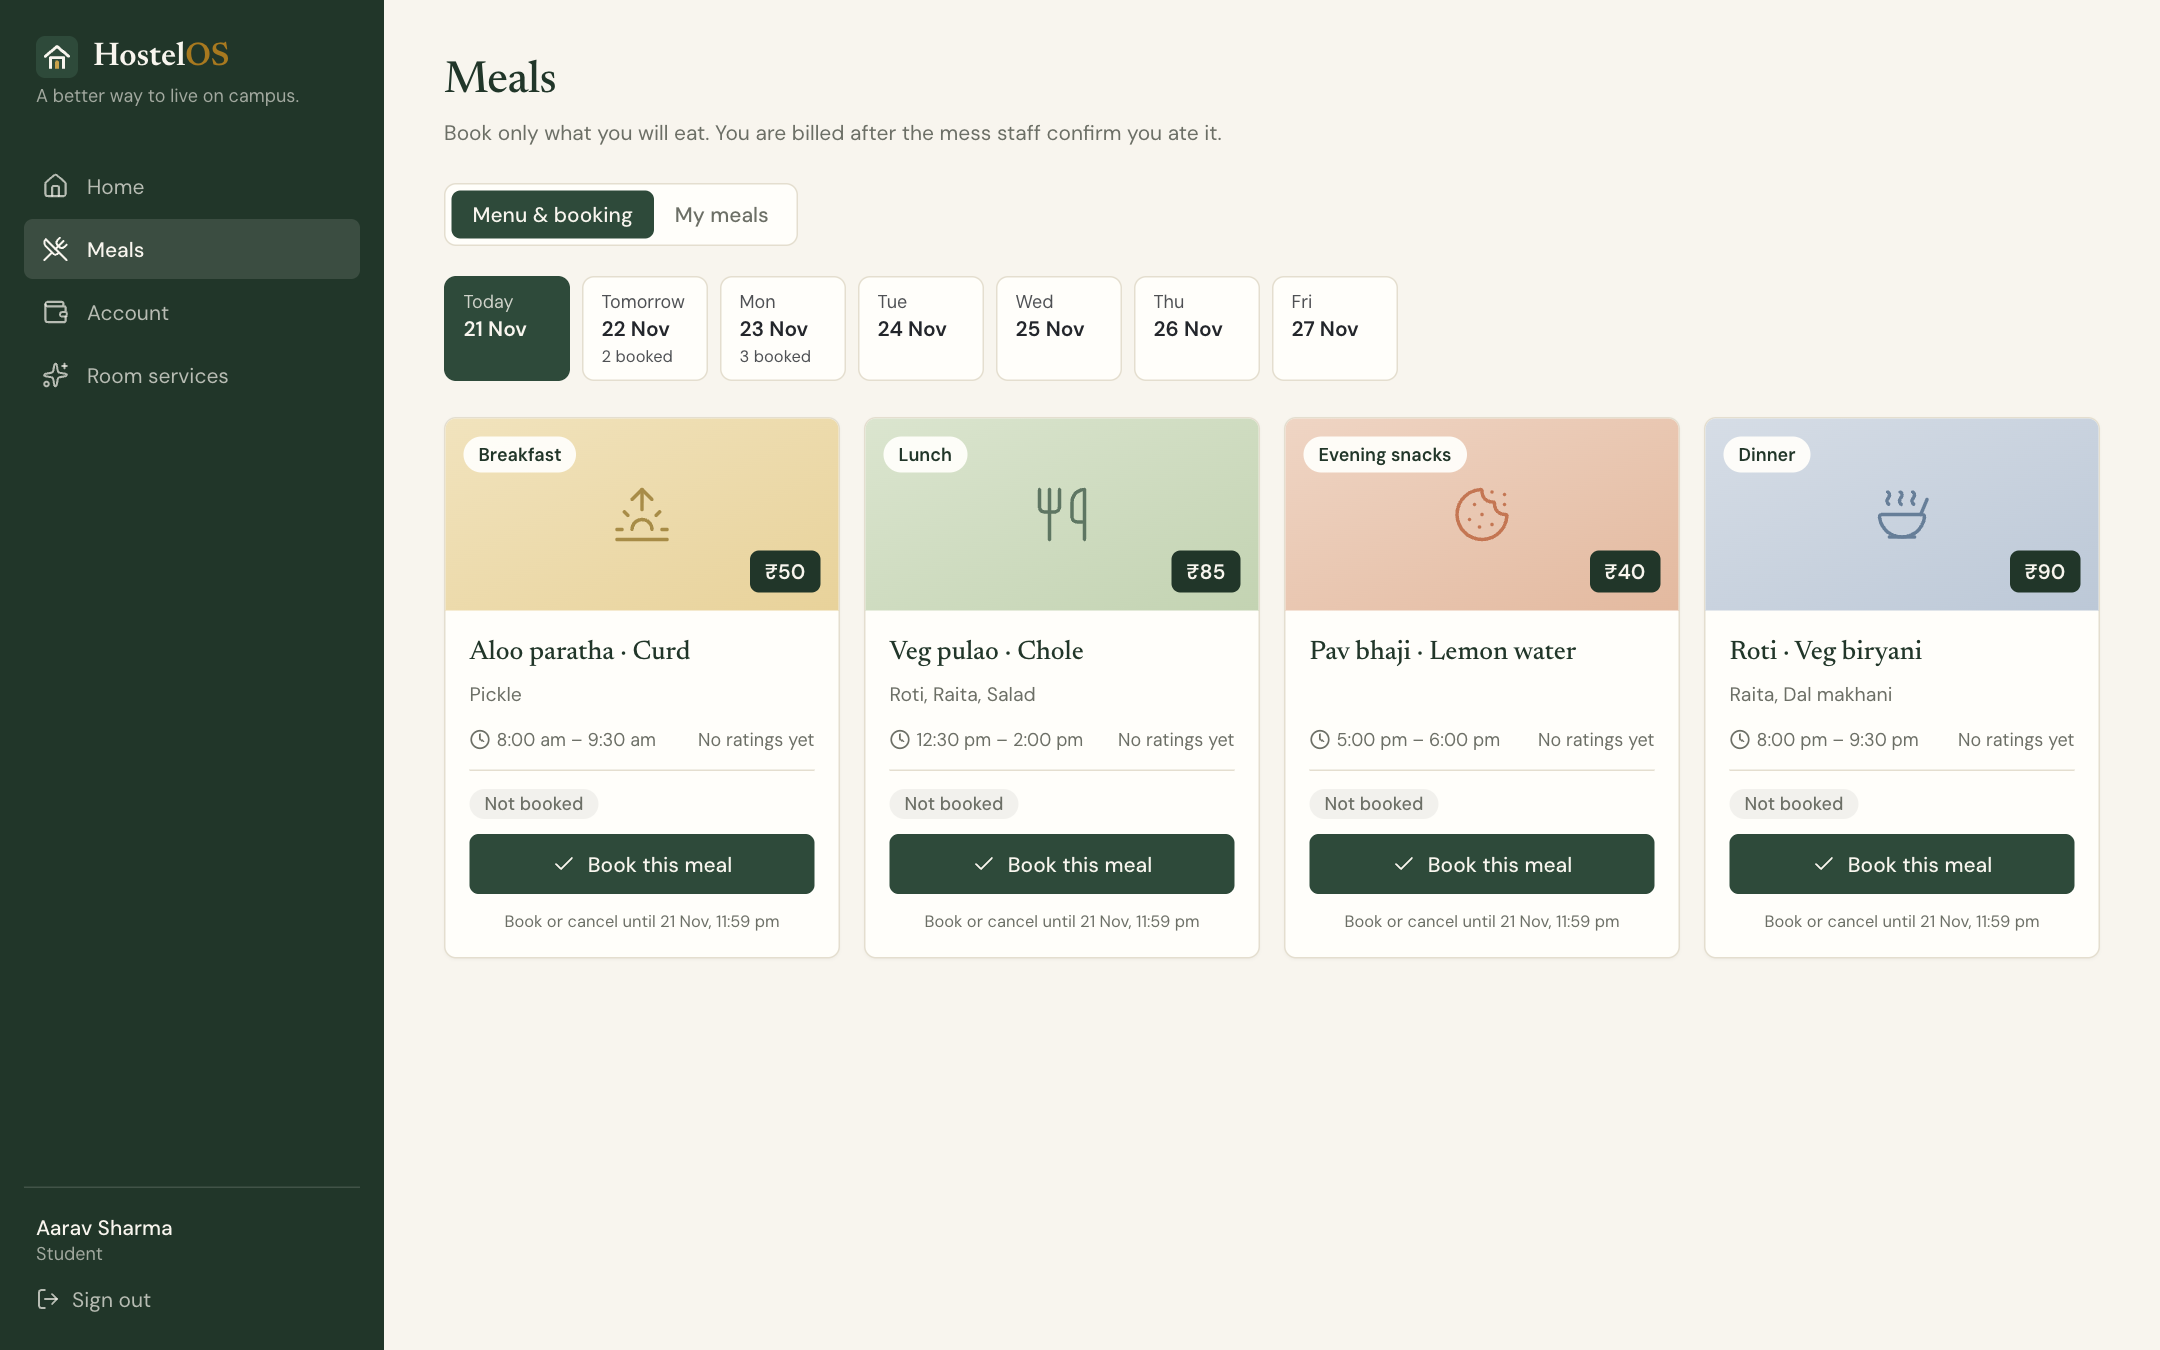 HostelOS
A better way to live on campus.
Home
Meals
Account
Room services
Aarav Sharma
Student
Sign out
Meals
Book only what you will eat. You are billed after the mess staff confirm you ate it.
Menu & booking
My meals
Today
21 Nov
Tomorrow
22 Nov
2 booked
Mon
23 Nov
3 booked
Tue
24 Nov
Wed
25 Nov
Thu
26 Nov
Fri
27 Nov
Breakfast
₹50
Aloo paratha · Curd
Pickle
8:00 am – 9:30 am
No ratings yet
Not booked
Book this meal
Book or cancel until 21 Nov, 11:59 pm
Lunch
₹85
Veg pulao · Chole
Roti, Raita, Salad
12:30 pm – 2:00 pm
No ratings yet
Not booked
Book this meal
Book or cancel until 21 Nov, 11:59 pm
Evening snacks
₹40
Pav bhaji · Lemon water
5:00 pm – 6:00 pm
No ratings yet
Not booked
Book this meal
Book or cancel until 21 Nov, 11:59 pm
Dinner
₹90
Roti · Veg biryani
Raita, Dal makhani
8:00 pm – 9:30 pm
No ratings yet
Not booked
Book this meal
Book or cancel until 21 Nov, 11:59 pm